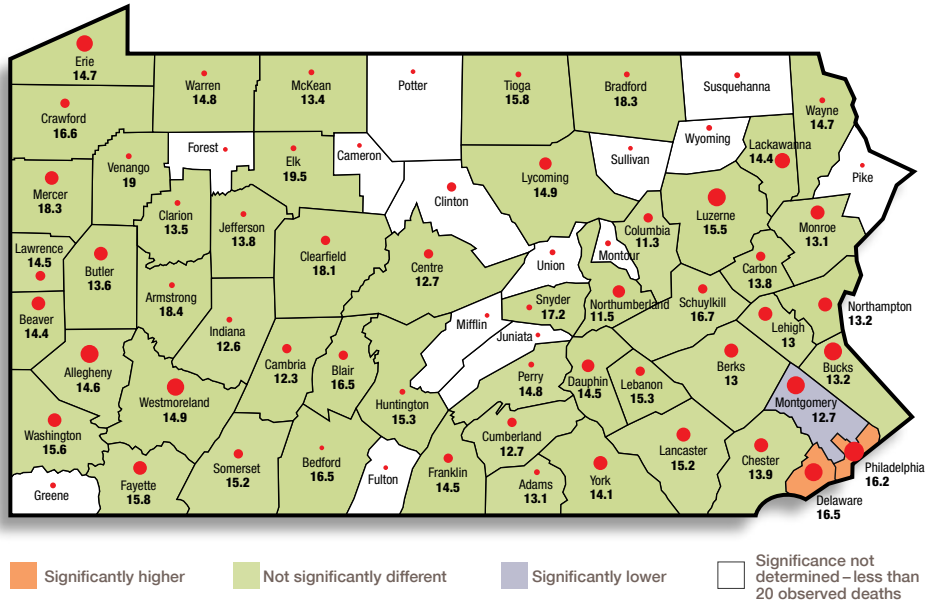 Erie
14.7
Warren
14.8
McKean
13.4
Potter
Tioga
15.8
Bradford
18.3
Susquehanna
Wayne
14.7
Crawford
16.6
Forest
Venango
19
Elk
19.5
Cameron
Sullivan
Wyoming
Lackawanna
14.4
Pike
Mercer
18.3
Clarion
13.5
Jefferson
13.8
Clinton
Lycoming
14.9
Luzerne
15.5
Columbia
11.3
Monroe
13.1
Lawrence
14.5
Butler
13.6
Clearfield
18.1
Centre
12.7
Union
Montour
Carbon
13.8
Armstrong
18.4
Snyder
17.2
Northumberland
11.5
Schuylkill
16.7
Northampton
13.2
Beaver
14.4
Indiana
12.6
Mifflin
Juniata
Lehigh
13
Allegheny
14.6
Cambria
12.3
Blair
16.5
Perry
14.8
Dauphin
14.5
Lebanon
15.3
Berks
13
Bucks
13.2
Westmoreland
14.9
Huntington
15.3
Montgomery
12.7
Washington
15.6
Cumberland
12.7
Lancaster
15.2
Chester
13.9
Philadelphia
16.2
Greene
Fayette
15.8
Somerset
15.2
Bedford
16.5
Fulton
Franklin
14.5
Adams
13.1
York
14.1
Delaware
16.5
Significantly higher
Not significantly different
Significantly lower
Significance not
determined – less than
20 observed deaths